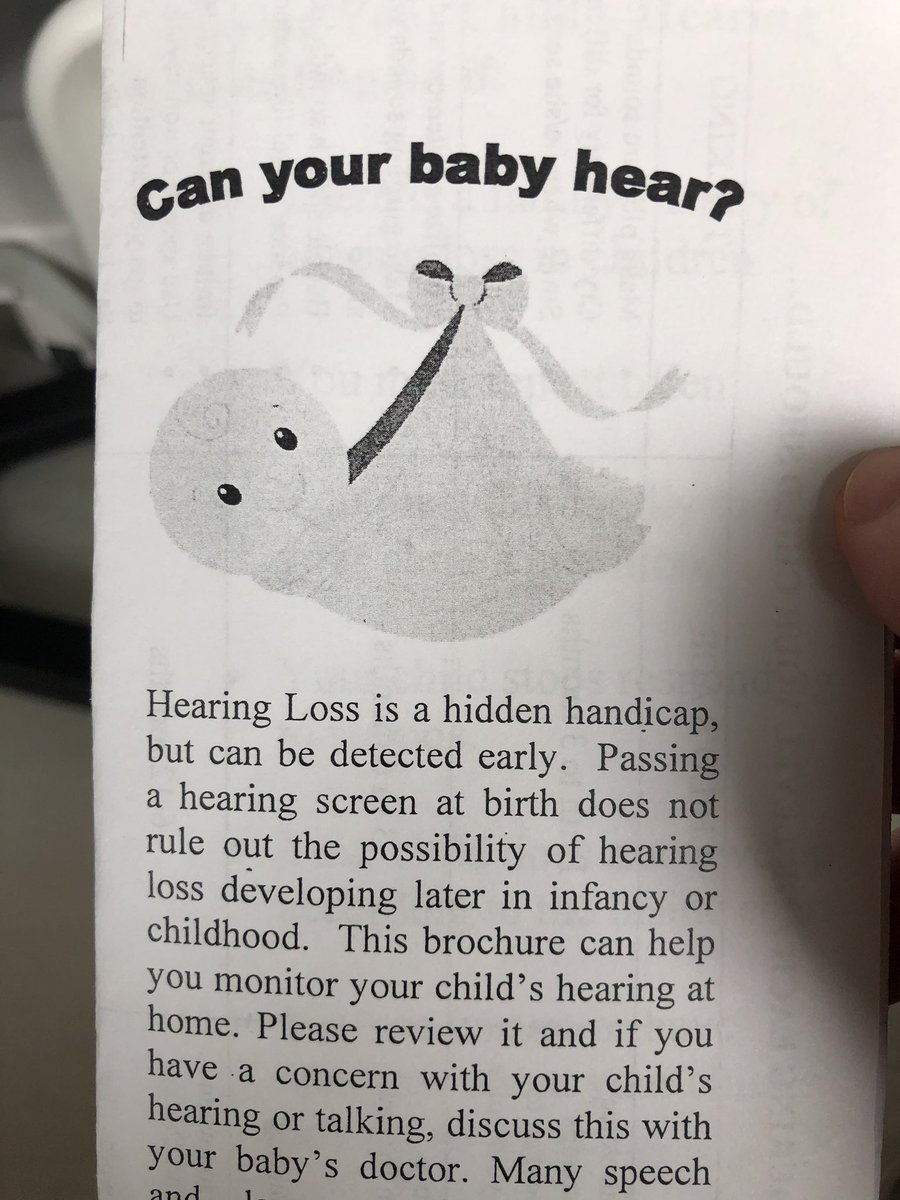 Can your baby hear?
Hearing Loss is a hidden handicap,
but can be detected early. Passing
a hearing screen at birth does not
rule out the possibility of hearing
loss developing later in infancy or
childhood. This brochure can help
you monitor your child's hearing at
home. Please review it and if you
have a concern with your child's
hearing or talking, discuss this with
your baby's doctor. Many speech
and